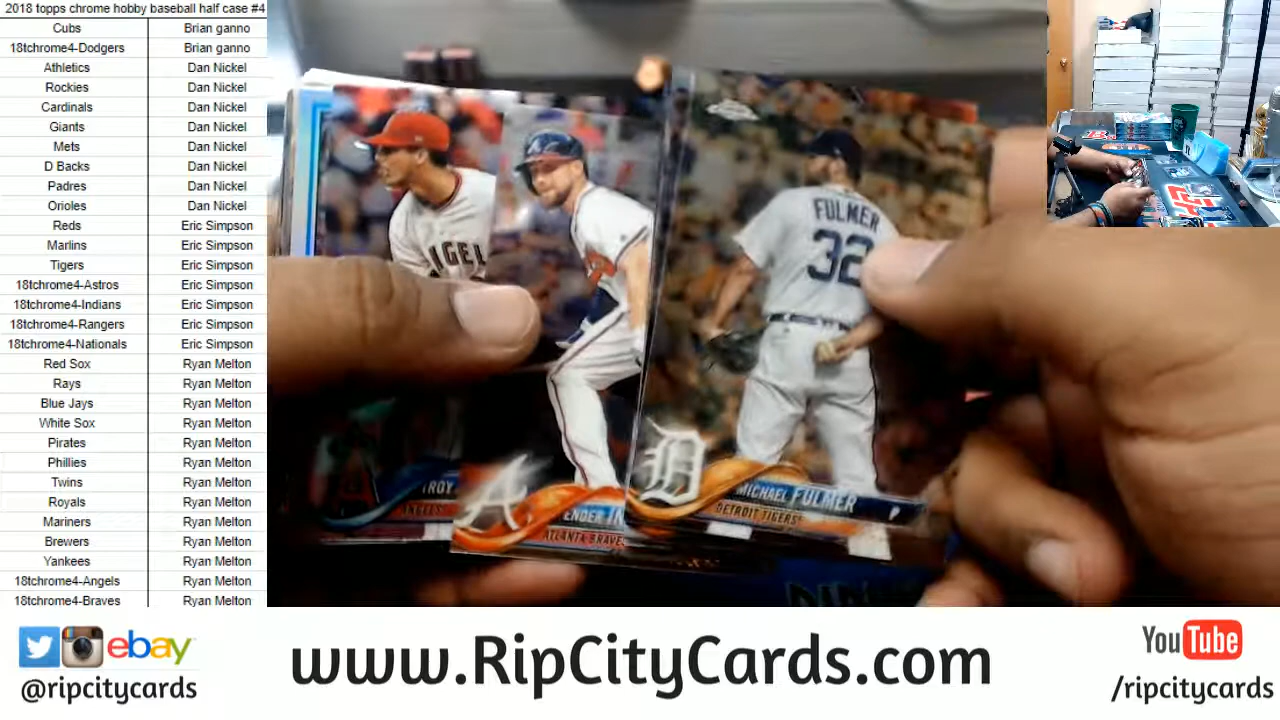 2018 topps chrome hobby baseball half case #4
Cubs Brian ganno
18tchrome4-Dodgers Brian ganno
Athletics Dan Nickel
Rockies Dan Nickel
Cardinals Dan Nickel
Giants Dan Nickel
Mets Dan Nickel
D Backs Dan Nickel
Padres Dan Nickel
Orioles Dan Nickel
Reds Eric Simpson
Marlins Eric Simpson
Tigers Eric Simpson
18tchrome4-Astros Eric Simpson
18tchrome4-Indians Eric Simpson
18tchrome4-Rangers Eric Simpson
18tchrome4-Nationals Eric Simpson
Red Sox Ryan Melton
Rays Ryan Melton
Blue Jays Ryan Melton
White Sox Ryan Melton
Pirates Ryan Melton
Phillies Ryan Melton
Twins Ryan Melton
Royals Ryan Melton
Mariners Ryan Melton
Brewers Ryan Melton
Yankees Ryan Melton
18tchrome4-Angels Ryan Melton
18tchrome4-Braves Ryan Melton
FULMER
32
MICHAEL FULMER
DETROIT TIGERS
ENDER IN
ATLANTA BRAVES
ebay
@ripcitycards
www.RipCityCards.com
YouTube
/ripcitycards